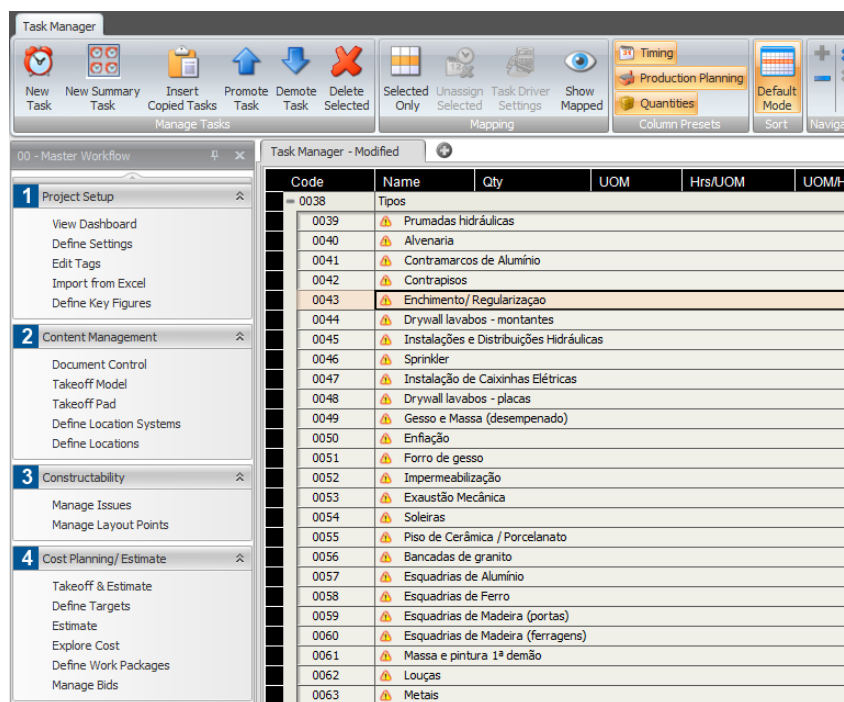 Task Manager
New Task
New Summary Task
Insert Copied Tasks
Promote Task
Demote Task
Delete Selected
Manage Tasks
Selected Only
Unassign Selected
Task Driver Settings
Show Mapped
Mapping
Timing
Production Planning
Quantities
Column Presets
Default Mode
Sort
00 - Master Workflow
Task Manager - Modified
1 Project Setup
View Dashboard
Define Settings
Edit Tags
Import from Excel
Define Key Figures
2 Content Management
Document Control
Takeoff Model
Takeoff Pad
Define Location Systems
Define Locations
3 Constructability
Manage Issues
Manage Layout Points
4 Cost Planning/ Estimate
Takeoff & Estimate
Define Targets
Estimate
Explore Cost
Define Work Packages
Manage Bids
Code Name Qty UOM Hrs/UOM UOM/H
0038 Tipos
0039 Prumadas hidráulicas
0040 Alvenaria
0041 Contramarcos de Alumínio
0042 Contrapisos
0043 Enchimento/ Regularizaçao
0044 Drywall lavabos - montantes
0045 Instalações e Distribuições Hidráulicas
0046 Sprinkler
0047 Instalação de Caixinhas Elétricas
0048 Drywall lavabos - placas
0049 Gesso e Massa (desempenado)
0050 Enfiação
0051 Forro de gesso
0052 Impermeabilização
0053 Exaustão Mecânica
0054 Soleiras
0055 Piso de Cerâmica / Porcelanato
0056 Bancadas de granito
0057 Esquadrias de Alumínio
0058 Esquadrias de Ferro
0059 Esquadrias de Madeira (portas)
0060 Esquadrias de Madeira (ferragens)
0061 Massa e pintura 1ª demão
0062 Louças
0063 Metais